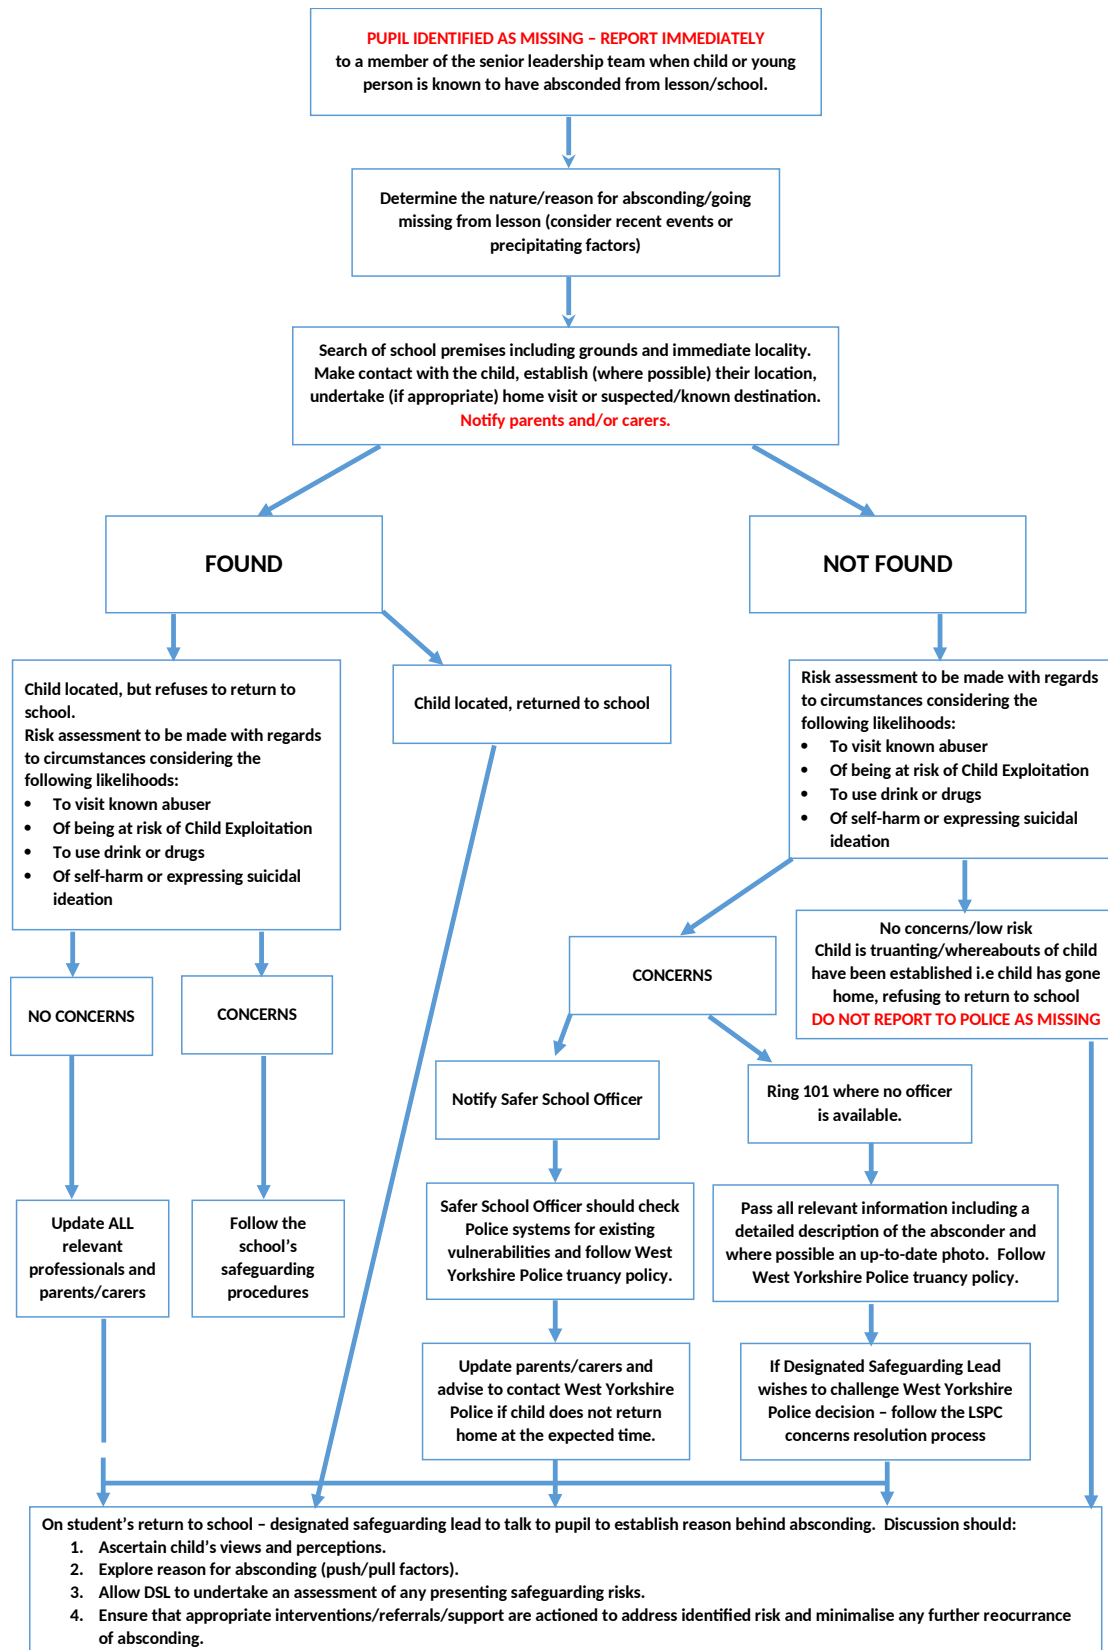 PUPIL IDENTIFIED AS MISSING – REPORT IMMEDIATELY
to a member of the senior leadership team when child or young
person is known to have absconded from lesson/school.
Determine the nature/reason for absconding/going
missing from lesson (consider recent events or
precipitating factors)
Search of school premises including grounds and immediate locality.
Make contact with the child, establish (where possible) their location,
undertake (if appropriate) home visit or suspected/known destination.
Notify parents and/or carers.
FOUND
NOT FOUND
Child located, but refuses to return to
school.
Risk assessment to be made with regards
to circumstances considering the
following likelihoods:
• To visit known abuser
• Of being at risk of Child Exploitation
• To use drink or drugs
• Of self-harm or expressing suicidal
ideation
Child located, returned to school
Risk assessment to be made with regards
to circumstances considering the
following likelihoods:
• To visit known abuser
• Of being at risk of Child Exploitation
• To use drink or drugs
• Of self-harm or expressing suicidal
ideation
NO CONCERNS
CONCERNS
CONCERNS
No concerns/low risk
Child is truanting/whereabouts of child
have been established i.e child has gone
home, refusing to return to school
DO NOT REPORT TO POLICE AS MISSING
Notify Safer School Officer
Ring 101 where no officer
is available.
Update ALL
relevant
professionals and
parents/carers
Follow the
school's
safeguarding
procedures
Safer School Officer should check
Police systems for existing
vulnerabilities and follow West
Yorkshire Police truancy policy.
Pass all relevant information including a
detailed description of the absconder and
where possible an up-to-date photo.  Follow
West Yorkshire Police truancy policy.
Update parents/carers and
advise to contact West Yorkshire
Police if child does not return
home at the expected time.
If Designated Safeguarding Lead
wishes to challenge West Yorkshire
Police decision – follow the LSPC
concerns resolution process
On student's return to school – designated safeguarding lead to talk to pupil to establish reason behind absconding.  Discussion should:
1. Ascertain child's views and perceptions.
2. Explore reason for absconding (push/pull factors).
3. Allow DSL to undertake an assessment of any presenting safeguarding risks.
4. Ensure that appropriate interventions/referrals/support are actioned to address identified risk and minimalise any further reocurrance
of absconding.